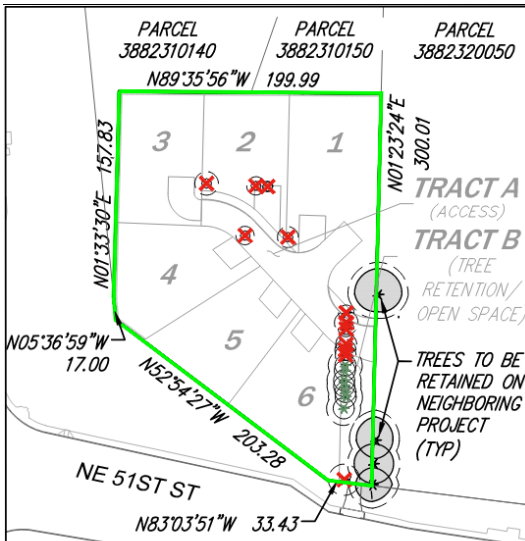 PARCEL
3882310140
PARCEL
3882310150
PARCEL
3882320050
N89°35'56"W 199.99
N01°23'24"E
300.01
N01°33'30"E 157.83
3
2
1
TRACT A
(ACCESS)
TRACT B
(TREE
RETENTION/
OPEN SPACE)
4
5
6
N05°36'59"W
17.00
N52°54'27"W 203.28
TREES TO BE
RETAINED ON
NEIGHBORING
PROJECT
(TYP)
NE 51ST ST
N83°03'51"W 33.43